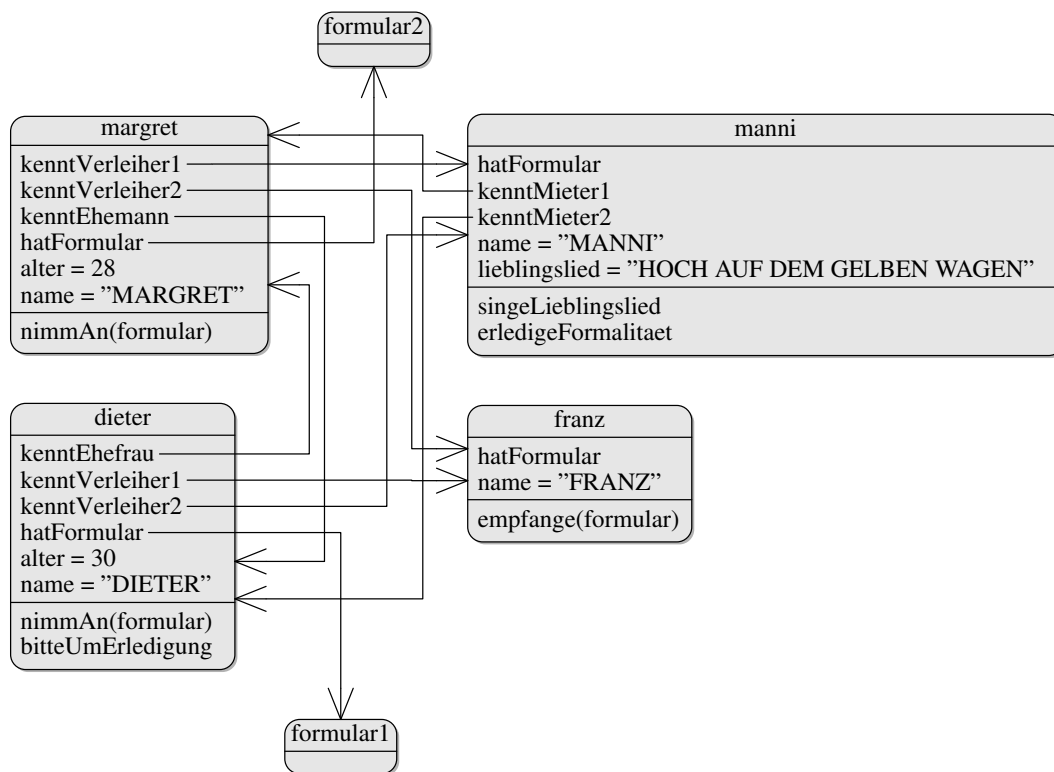 formular2
margret
kenntVerleiher1
kenntVerleiher2
kenntEhemann
hatFormular
alter = 28
name = ”MARGRET”
nimmAn(formular)
manni
hatFormular
kenntMieter1
kenntMieter2
name = ”MANNI”
lieblingslied = ”HOCH AUF DEM GELBEN WAGEN”
singeLieblingslied
erledigeFormalitaet
dieter
kenntEhefrau
kenntVerleiher1
kenntVerleiher2
hatFormular
alter = 30
name = ”DIETER”
nimmAn(formular)
bitteUmErledigung
franz
hatFormular
name = ”FRANZ”
empfange(formular)
formular1